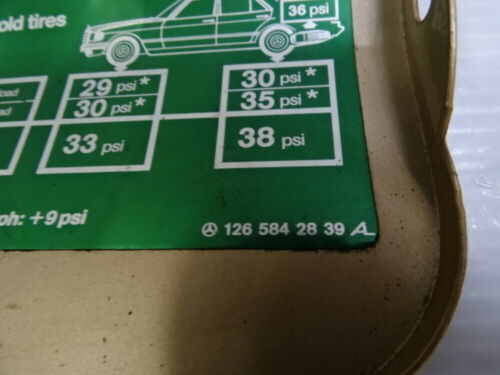 36 psi
old tires
29 psi* 30 psi*
30 psi* 35 psi*
33 psi 38 psi
ph: +9 psi
126 584 28 39 A